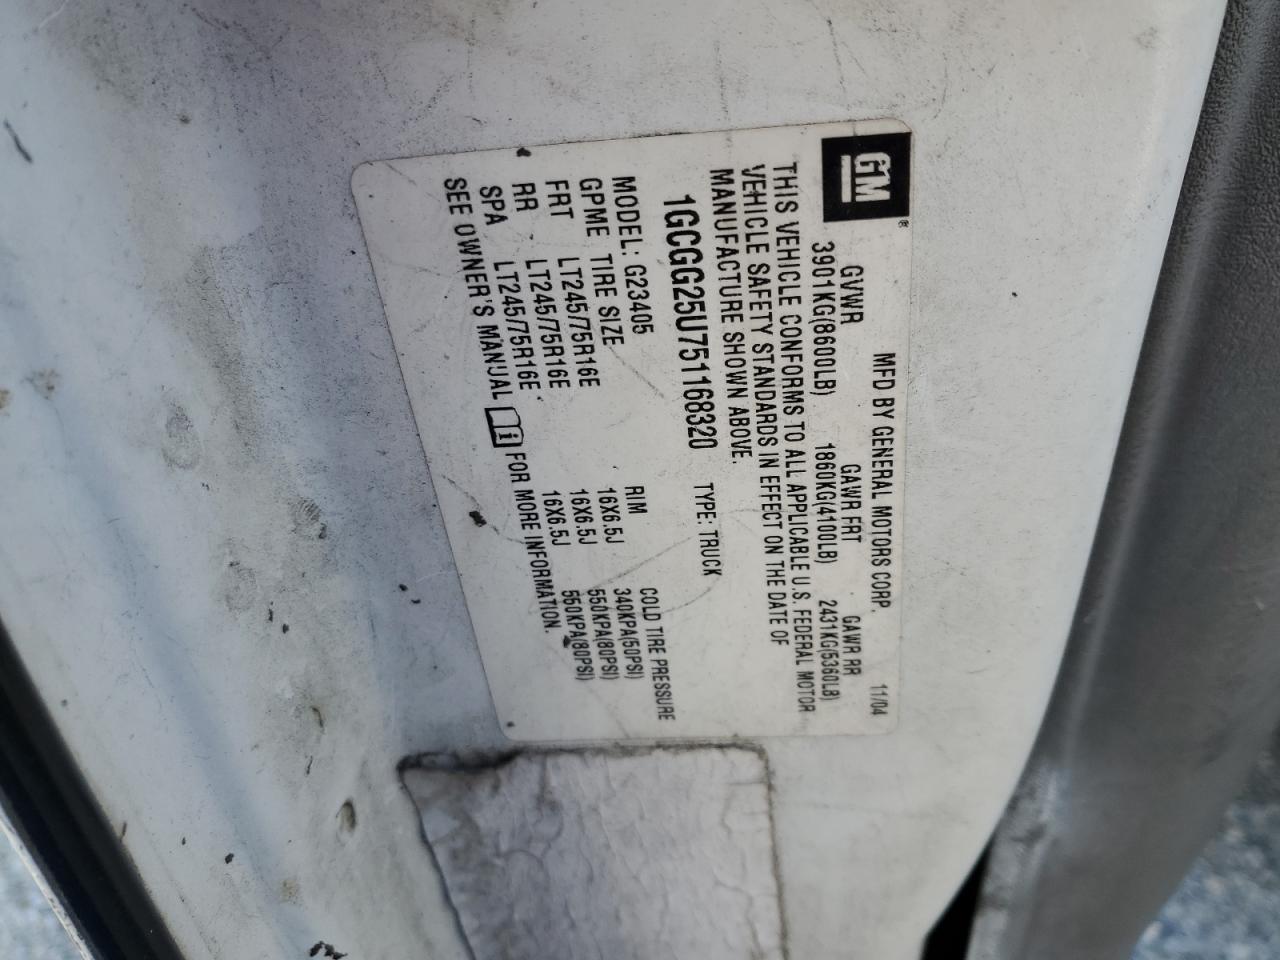 GM®
MFD BY GENERAL MOTORS CORP. 11/04
GVWR GAWR FRT GAWR RR
3901KG(8600LB) 1860KG(4100LB) 2431KG(5360LB)
THIS VEHICLE CONFORMS TO ALL APPLICABLE U.S. FEDERAL MOTOR
VEHICLE SAFETY STANDARDS IN EFFECT ON THE DATE OF
MANUFACTURE SHOWN ABOVE.
1GCGG25U751168320 TYPE: TRUCK
MODEL: G23405
GPME TIRE SIZE RIM COLD TIRE PRESSURE
FRT LT245/75R16E 16X6.5J 340KPA(50PSI)
RR LT245/75R16E 16X6.5J 550KPA(80PSI)
SPA LT245/75R16E 16X6.5J 550KPA(80PSI)
SEE OWNER'S MANUAL i FOR MORE INFORMATION.